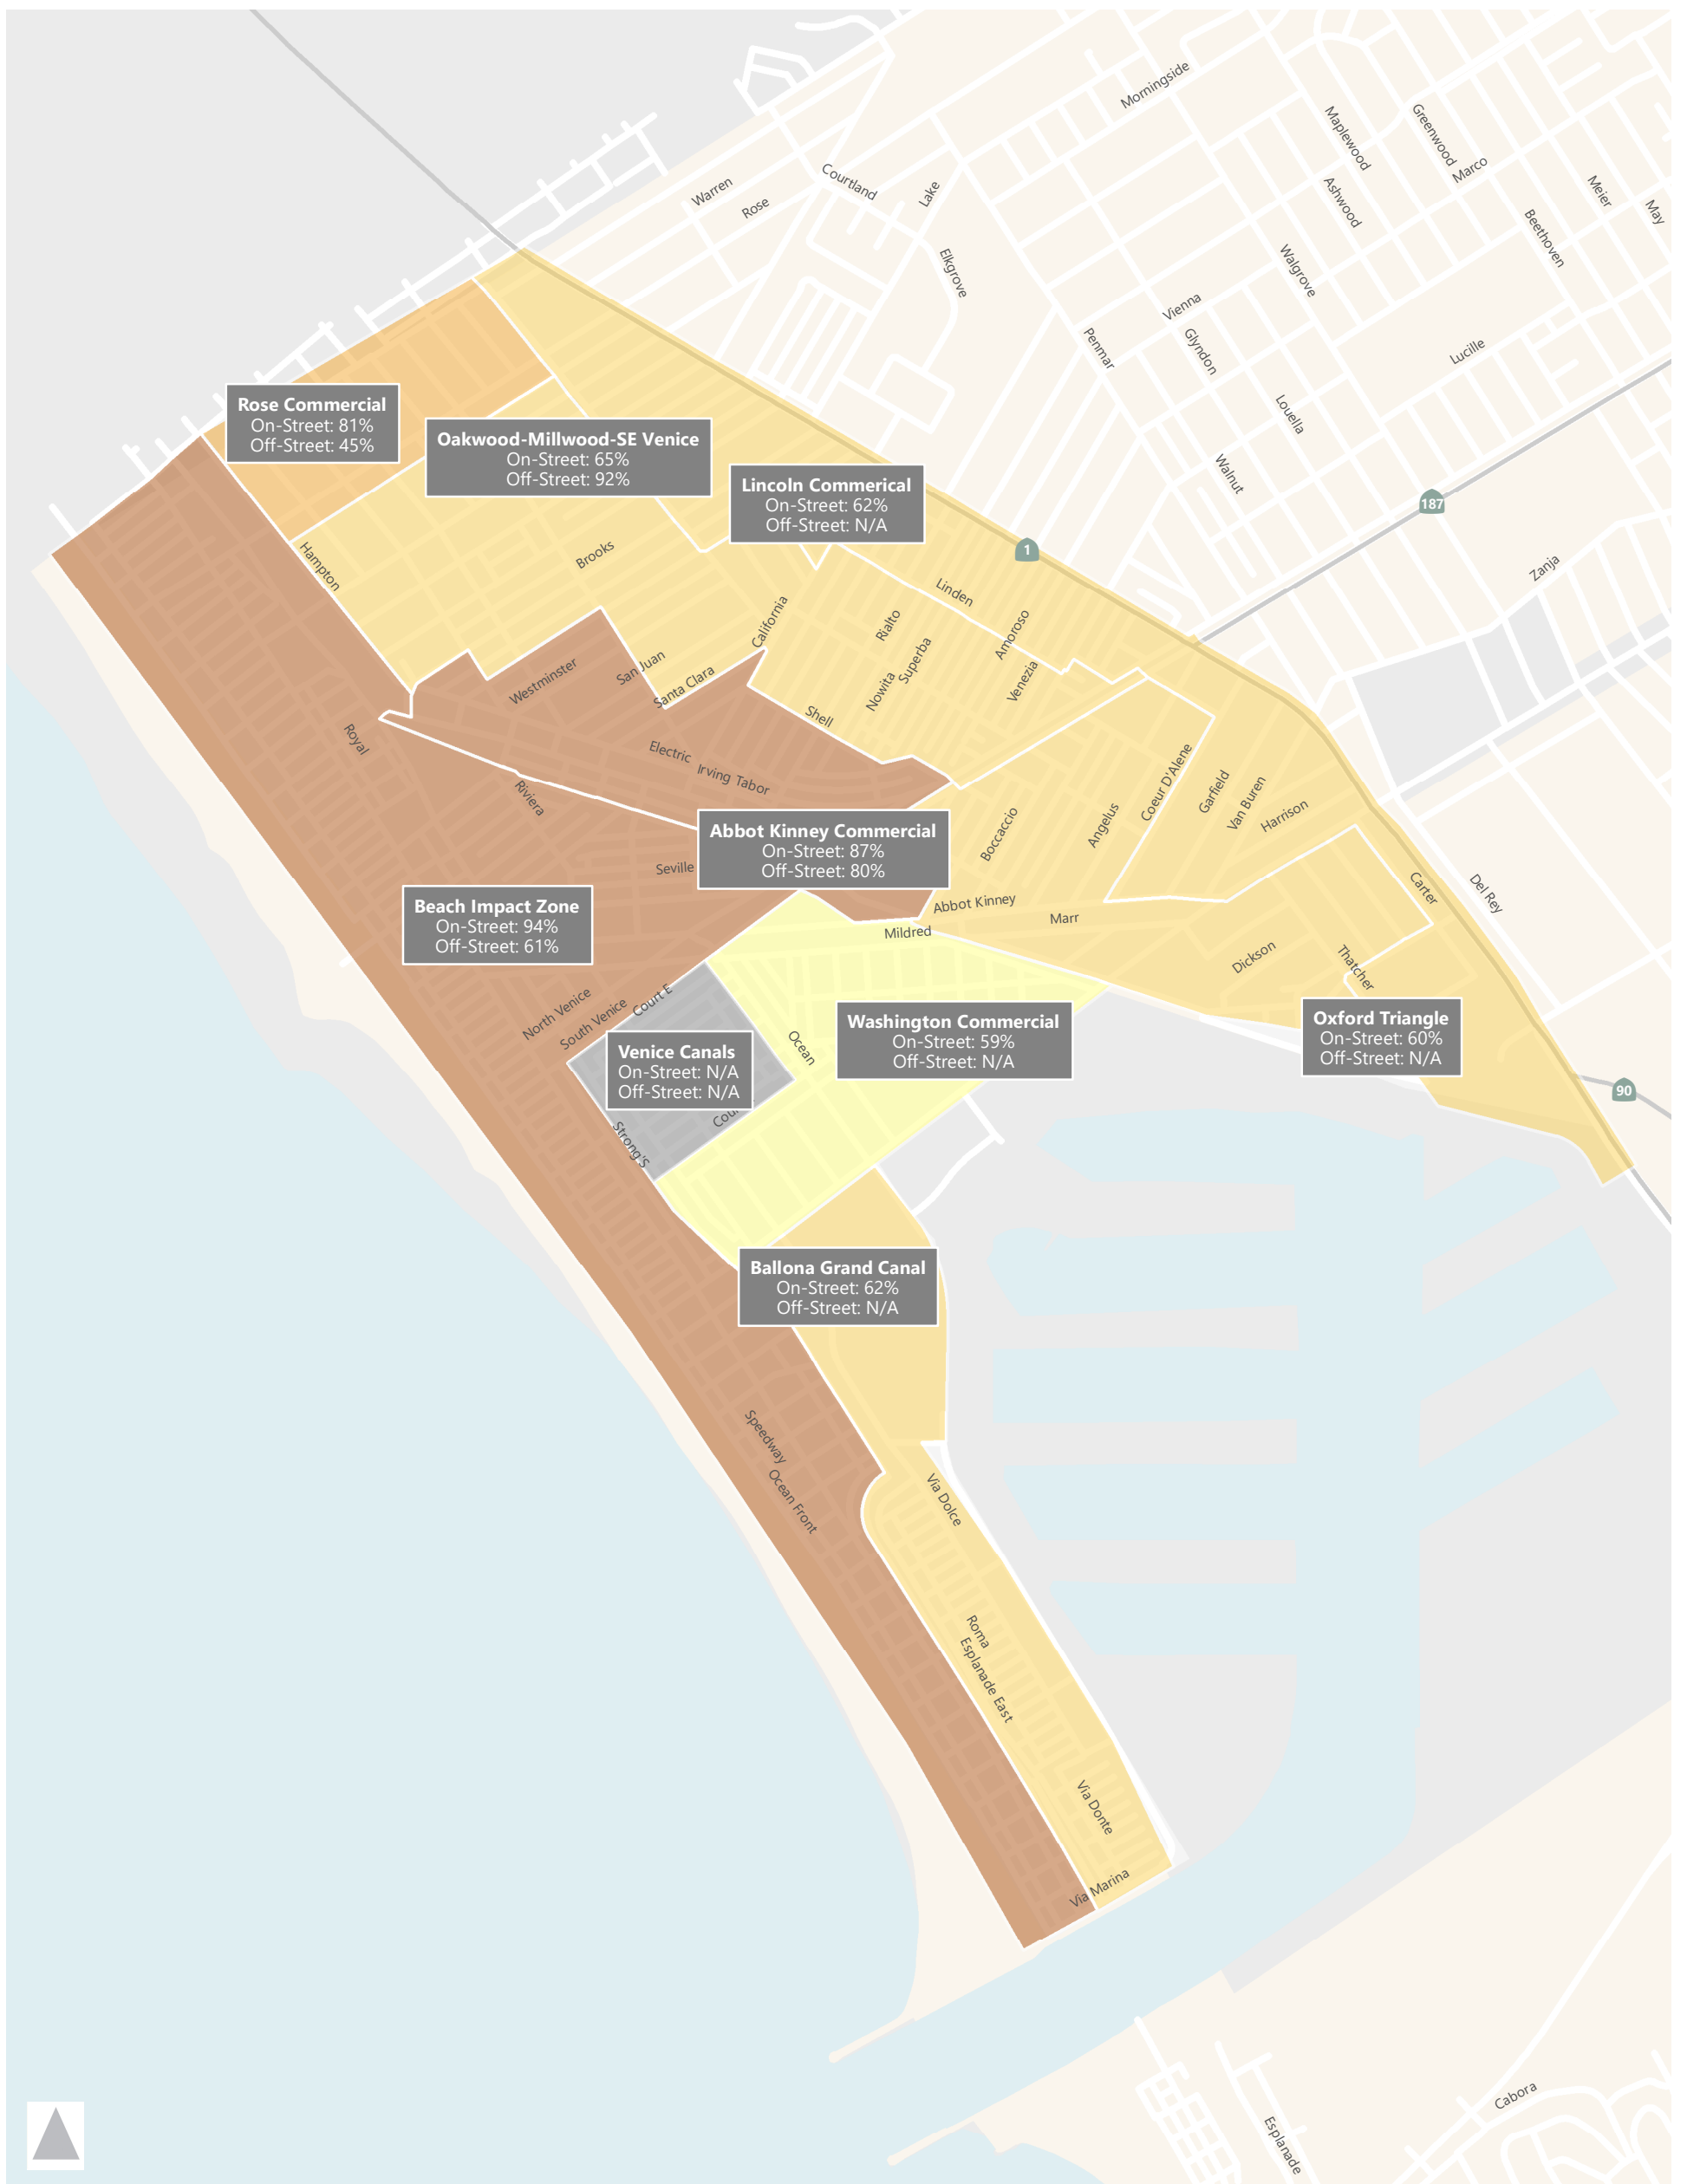 Morningside
Maplewood
Greenwood
Marco
Ashwood
Meier
May
Beethoven
Warren
Rose
Courtland
Lake
Elkgrove
Walgrove
Vienna
Penmar
Glyndon
Lucille
Louella
Walnut
187
Zanja
1
Rose Commercial
On-Street: 81%
Off-Street: 45%
Oakwood-Millwood-SE Venice
On-Street: 65%
Off-Street: 92%
Lincoln Commerical
On-Street: 62%
Off-Street: N/A
Hampton
Brooks
Linden
California
Rialto
Superba
Amoroso
Nowita
Venezia
Westminster
San Juan
Santa Clara
Shell
Royal
Electric
Irving Tabor
Riviera
Coeur D'Alene
Garfield
Van Buren
Harrison
Boccaccio
Angelus
Seville
Abbot Kinney Commercial
On-Street: 87%
Off-Street: 80%
Carter
Del Rey
Abbot Kinney
Marr
Mildred
Beach Impact Zone
On-Street: 94%
Off-Street: 61%
Dickson
Thatcher
North Venice
South Venice
Court E
Ocean
Washington Commercial
On-Street: 59%
Off-Street: N/A
Oxford Triangle
On-Street: 60%
Off-Street: N/A
Venice Canals
On-Street: N/A
Off-Street: N/A
90
Strong'S
Ballona Grand Canal
On-Street: 62%
Off-Street: N/A
Speedway
Ocean Front
Via Dolce
Roma
Esplanade East
Via Donte
Via Marina
Cabora
Esplanade